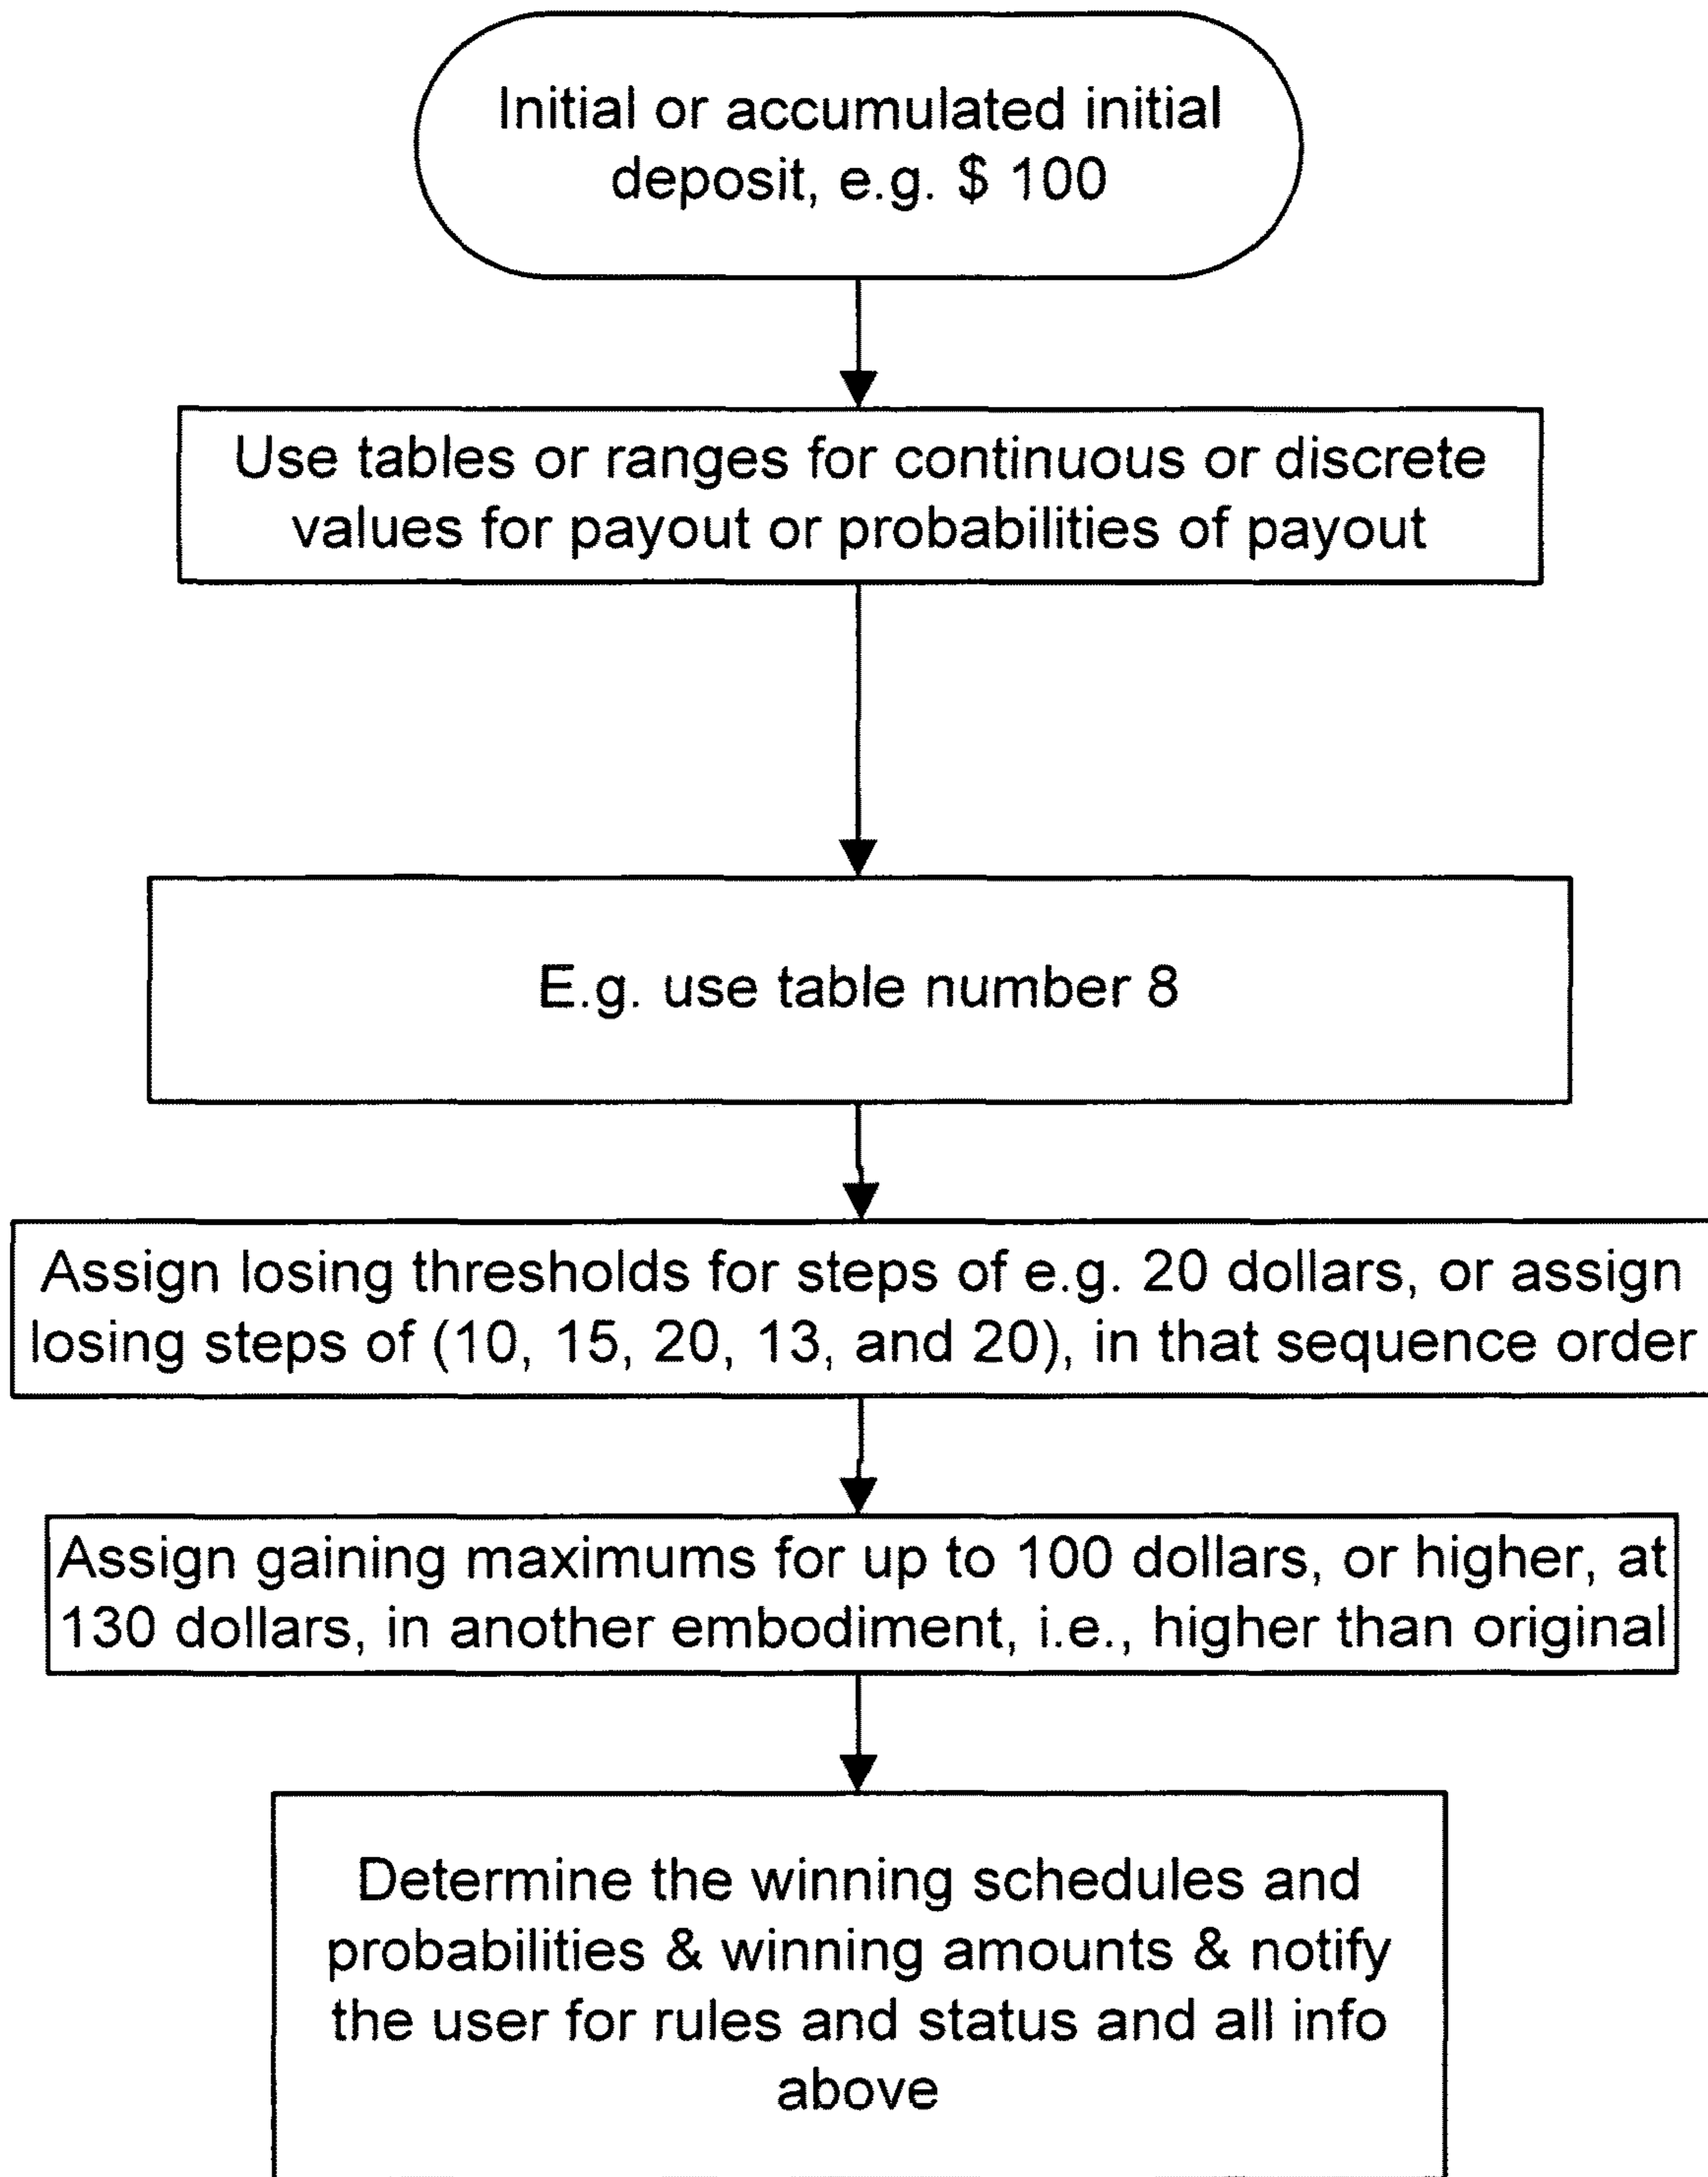 Initial or accumulated initial
deposit, e.g. $ 100
Use tables or ranges for continuous or discrete
values for payout or probabilities of payout
E.g. use table number 8
Assign losing thresholds for steps of e.g. 20 dollars, or assign
losing steps of (10, 15, 20, 13, and 20), in that sequence order
Assign gaining maximums for up to 100 dollars, or higher, at
130 dollars, in another embodiment, i.e., higher than original
Determine the winning schedules and
probabilities & winning amounts & notify
the user for rules and status and all info
above